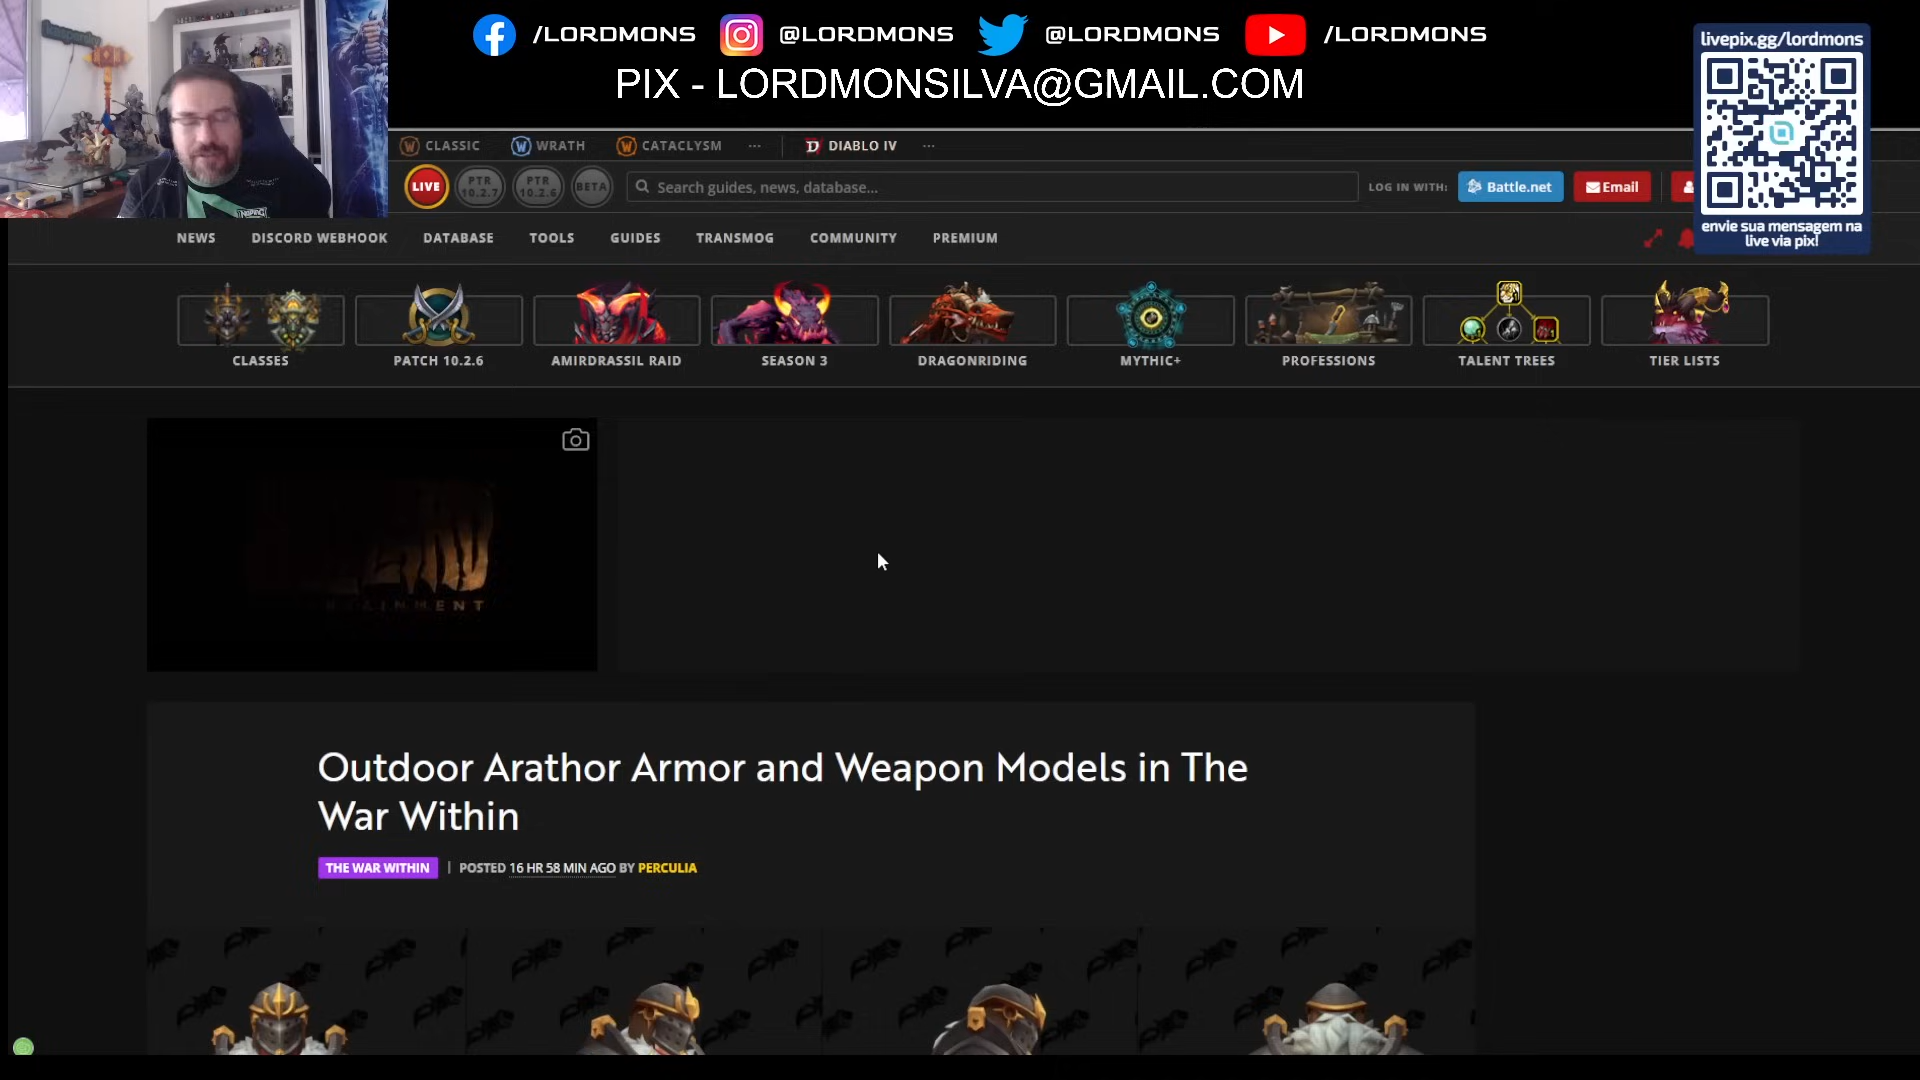 /LORDMONS @LORDMONS @LORDMONS /LORDMONS
PIX - LORDMONSILVA@GMAIL.COM
livepix.gg/lordmons
envie sua mensagem na
live via pix!
CLASSIC WRATH CATACLYSM ... D DIABLO IV ...
LIVE PTR 10.2.7 PTR 10.2.6 BETA Search guides, news, database... LOG IN WITH: Battle.net Email
NEWS DISCORD WEBHOOK DATABASE TOOLS GUIDES TRANSMOG COMMUNITY PREMIUM
CLASSES PATCH 10.2.6 AMIRDRASSIL RAID SEASON 3 DRAGONRIDING MYTHIC+ PROFESSIONS TALENT TREES TIER LISTS
Outdoor Arathor Armor and Weapon Models in The
War Within
THE WAR WITHIN | POSTED 16 HR 58 MIN AGO BY PERCULIA